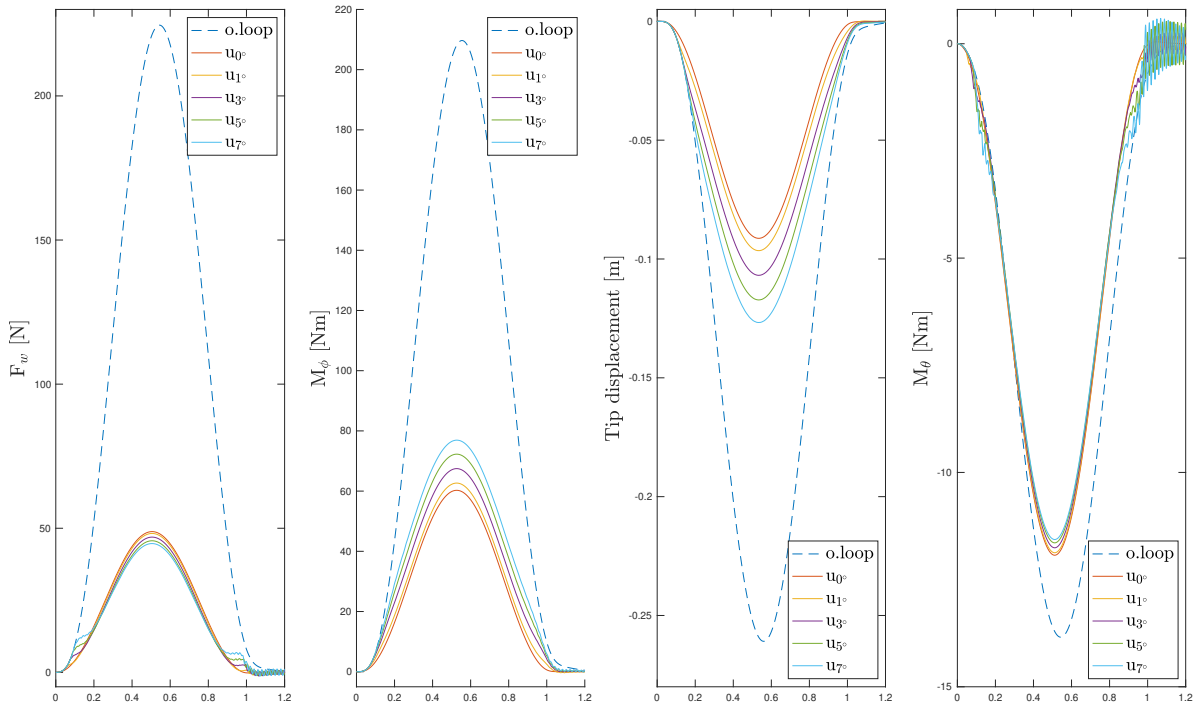 F_w [N]
200
150
100
50
0
0
0.2
0.4
0.6
0.8
1
1.2
o.loop
u0°
u1°
u3°
u5°
u7°
M_ϕ [Nm]
220
200
180
160
140
120
100
80
60
40
20
0
0
0.2
0.4
0.6
0.8
1
1.2
o.loop
u0°
u1°
u3°
u5°
u7°
Tip displacement [m]
0
-0.05
-0.1
-0.15
-0.2
-0.25
0
0.2
0.4
0.6
0.8
1
1.2
o.loop
u0°
u1°
u3°
u5°
u7°
M_θ [Nm]
0
-5
-10
-15
0
0.2
0.4
0.6
0.8
1
1.2
o.loop
u0°
u1°
u3°
u5°
u7°